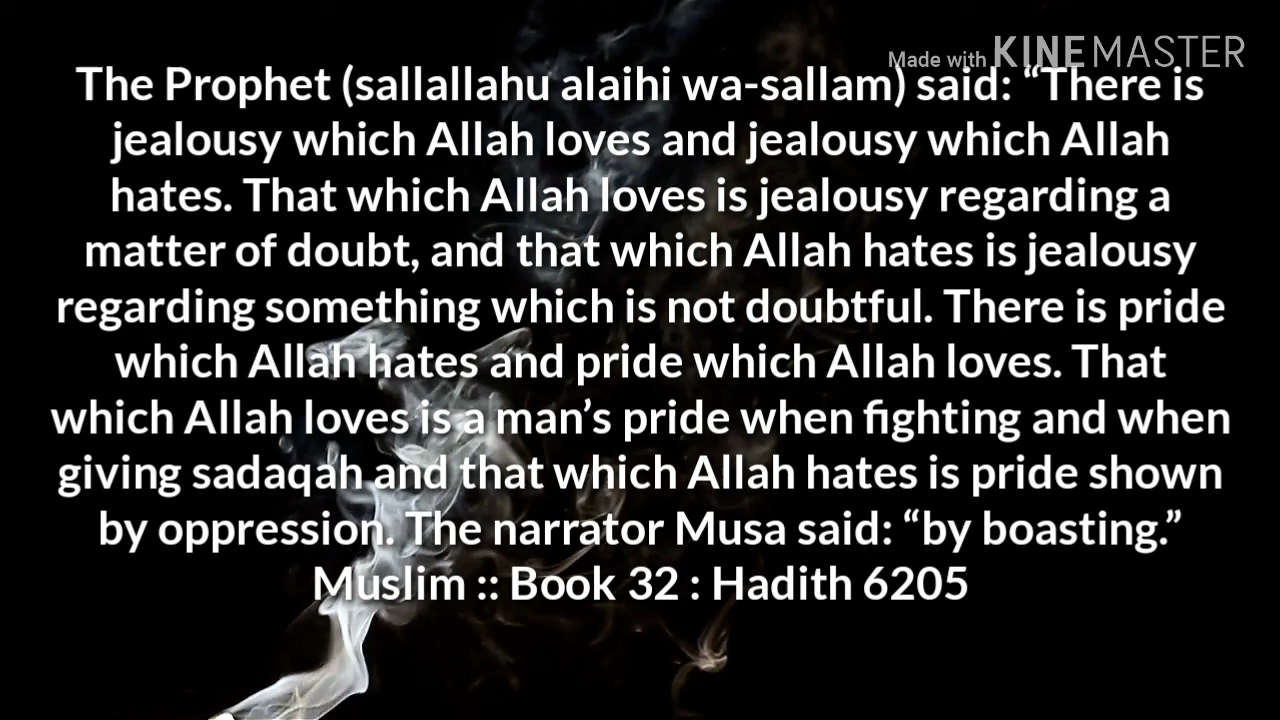 Made with KINEMASTER
The Prophet (sallallahu alaihi wa-sallam) said: “There is
jealousy which Allah loves and jealousy which Allah
hates. That which Allah loves is jealousy regarding a
matter of doubt, and that which Allah hates is jealousy
regarding something which is not doubtful. There is pride
which Allah hates and pride which Allah loves. That
which Allah loves is a man’s pride when fighting and when
giving sadaqah and that which Allah hates is pride shown
by oppression. The narrator Musa said: “by boasting.”
Muslim :: Book 32 : Hadith 6205